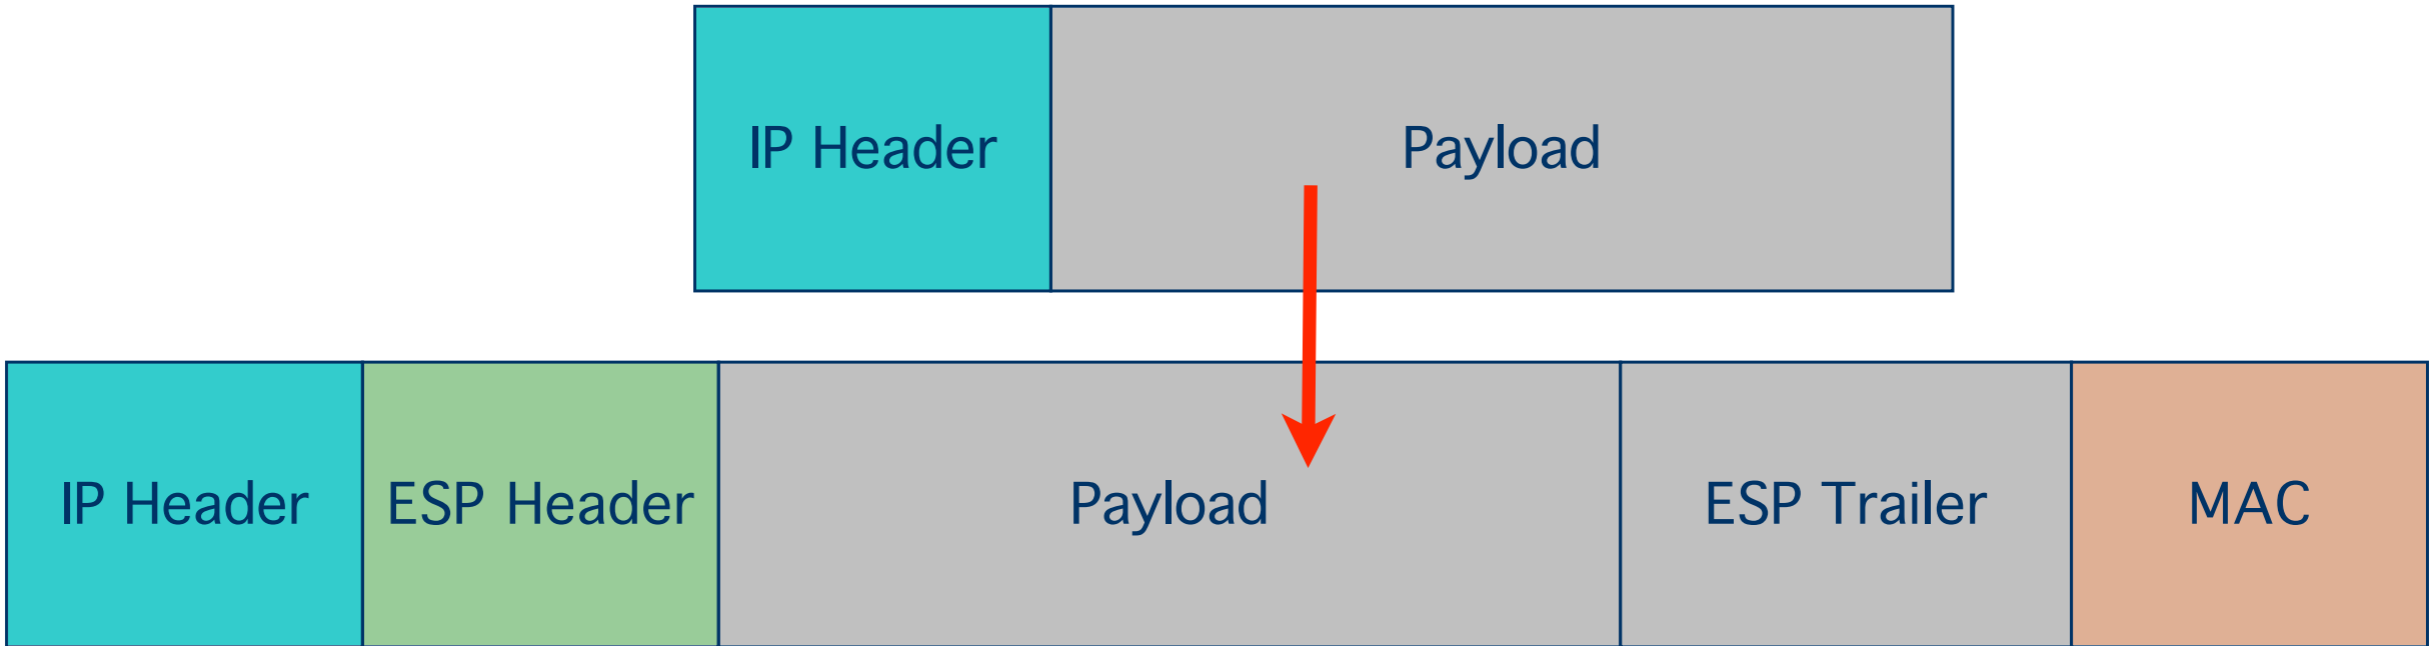 IP Header Payload
IP Header ESP Header Payload ESP Trailer MAC